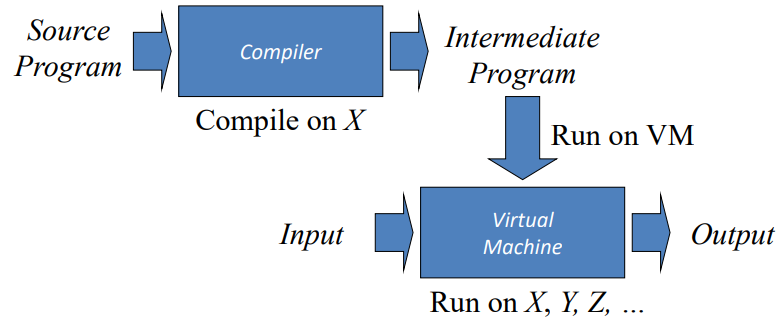 Source
Program
Compiler
Intermediate
Program
Compile on X
Run on VM
Input
Virtual
Machine
Output
Run on X, Y, Z, ...